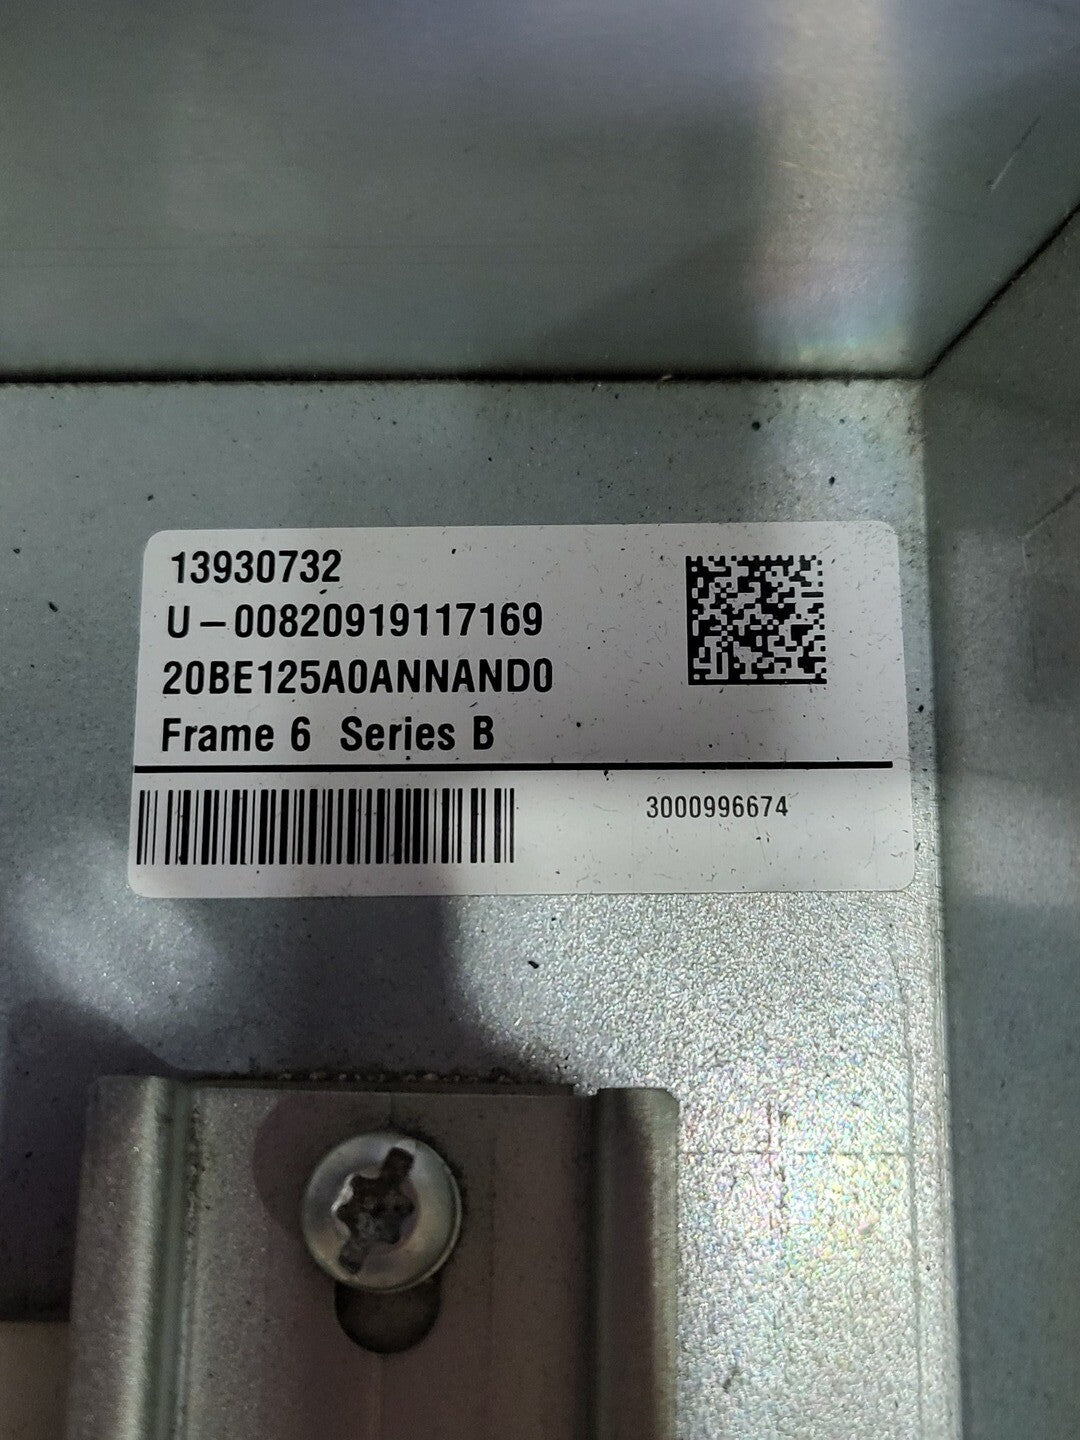 13930732
U-00820919117169
20BE125A0ANNAND0
Frame 6 Series B
3000996674